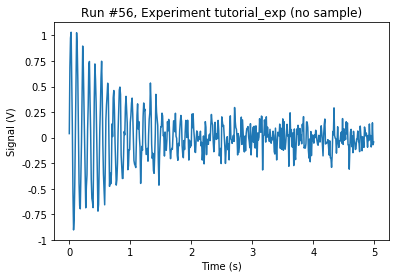 Run #56, Experiment tutorial_exp (no sample)
1
0.75
0.50
0.25
0
-0.25
-0.5
-0.75
-1
Signal (V)
0 1 2 3 4 5
Time (s)